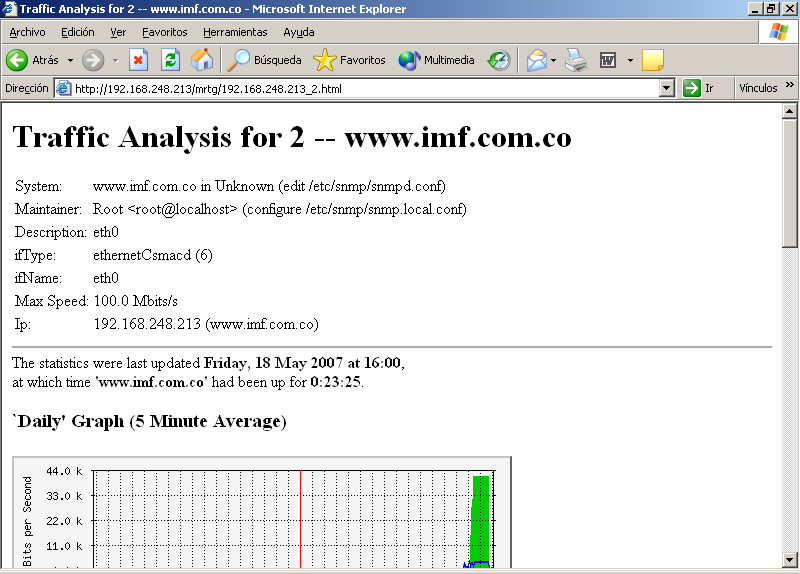 Traffic Analysis for 2 -- www.imf.com.co - Microsoft Internet Explorer
Archivo Edición Ver Favoritos Herramientas Ayuda
Atrás Búsqueda Favoritos Multimedia
Dirección http://192.168.248.213/mrtg/192.168.248.213_2.html Ir Vínculos »
Traffic Analysis for 2 -- www.imf.com.co
System: www.imf.com.co in Unknown (edit /etc/snmp/snmpd.conf)
Maintainer: Root <root@localhost> (configure /etc/snmp/snmp.local.conf)
Description: eth0
ifType: ethernetCsmacd (6)
ifName: eth0
Max Speed: 100.0 Mbits/s
Ip: 192.168.248.213 (www.imf.com.co)
The statistics were last updated Friday, 18 May 2007 at 16:00,
at which time 'www.imf.com.co' had been up for 0:23:25.
`Daily' Graph (5 Minute Average)
Bits per Second
44.0 k
33.0 k
22.0 k
11.0 k